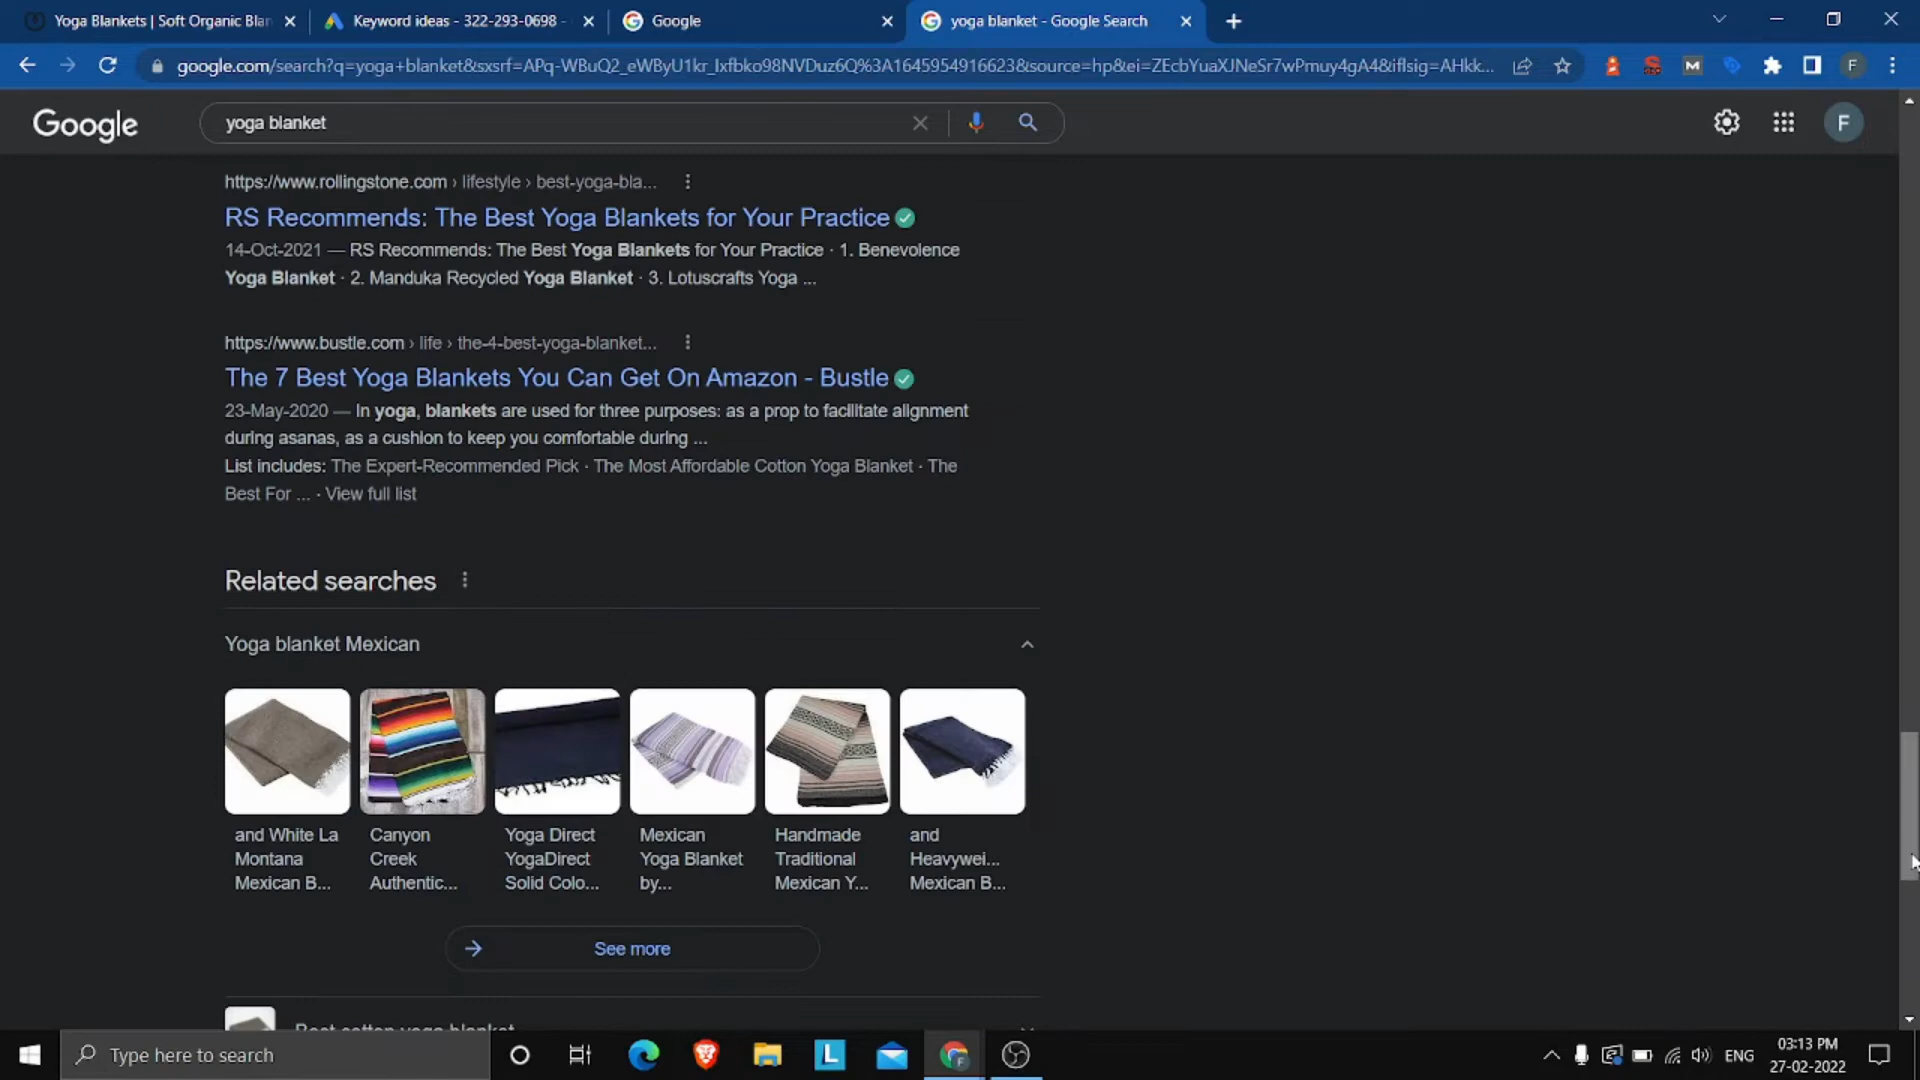 Yoga Blankets | Soft Organic Blan
Keyword ideas - 322-293-0698 -
Google
yoga blanket - Google Search
google.com/search?q=yoga+blanket&sxsrf=APq-WBuQ2_eWByU1kr_Ixfbko98NVDuz6Q%3A1645954916623&source=hp&ei=ZEcbYuaXJNeSr7wPmuy4gA4&iflsig=AHkk...
M
F
Google
yoga blanket
F
https://www.rollingstone.com › lifestyle › best-yoga-bla...
RS Recommends: The Best Yoga Blankets for Your Practice
14-Oct-2021 — RS Recommends: The Best Yoga Blankets for Your Practice · 1. Benevolence
Yoga Blanket · 2. Manduka Recycled Yoga Blanket · 3. Lotuscrafts Yoga ...
https://www.bustle.com › life › the-4-best-yoga-blanket...
The 7 Best Yoga Blankets You Can Get On Amazon - Bustle
23-May-2020 — In yoga, blankets are used for three purposes: as a prop to facilitate alignment
during asanas, as a cushion to keep you comfortable during ...
List includes: The Expert-Recommended Pick · The Most Affordable Cotton Yoga Blanket · The
Best For ... · View full list
Related searches
Yoga blanket Mexican
and White La
Montana
Mexican B...
Canyon
Creek
Authentic...
Yoga Direct
YogaDirect
Solid Colo...
Mexican
Yoga Blanket
by...
Handmade
Traditional
Mexican Y...
and
Heavywei...
Mexican B...
See more
Best cotton yoga blanket
Type here to search
L
F
ENG
03:13 PM
27-02-2022